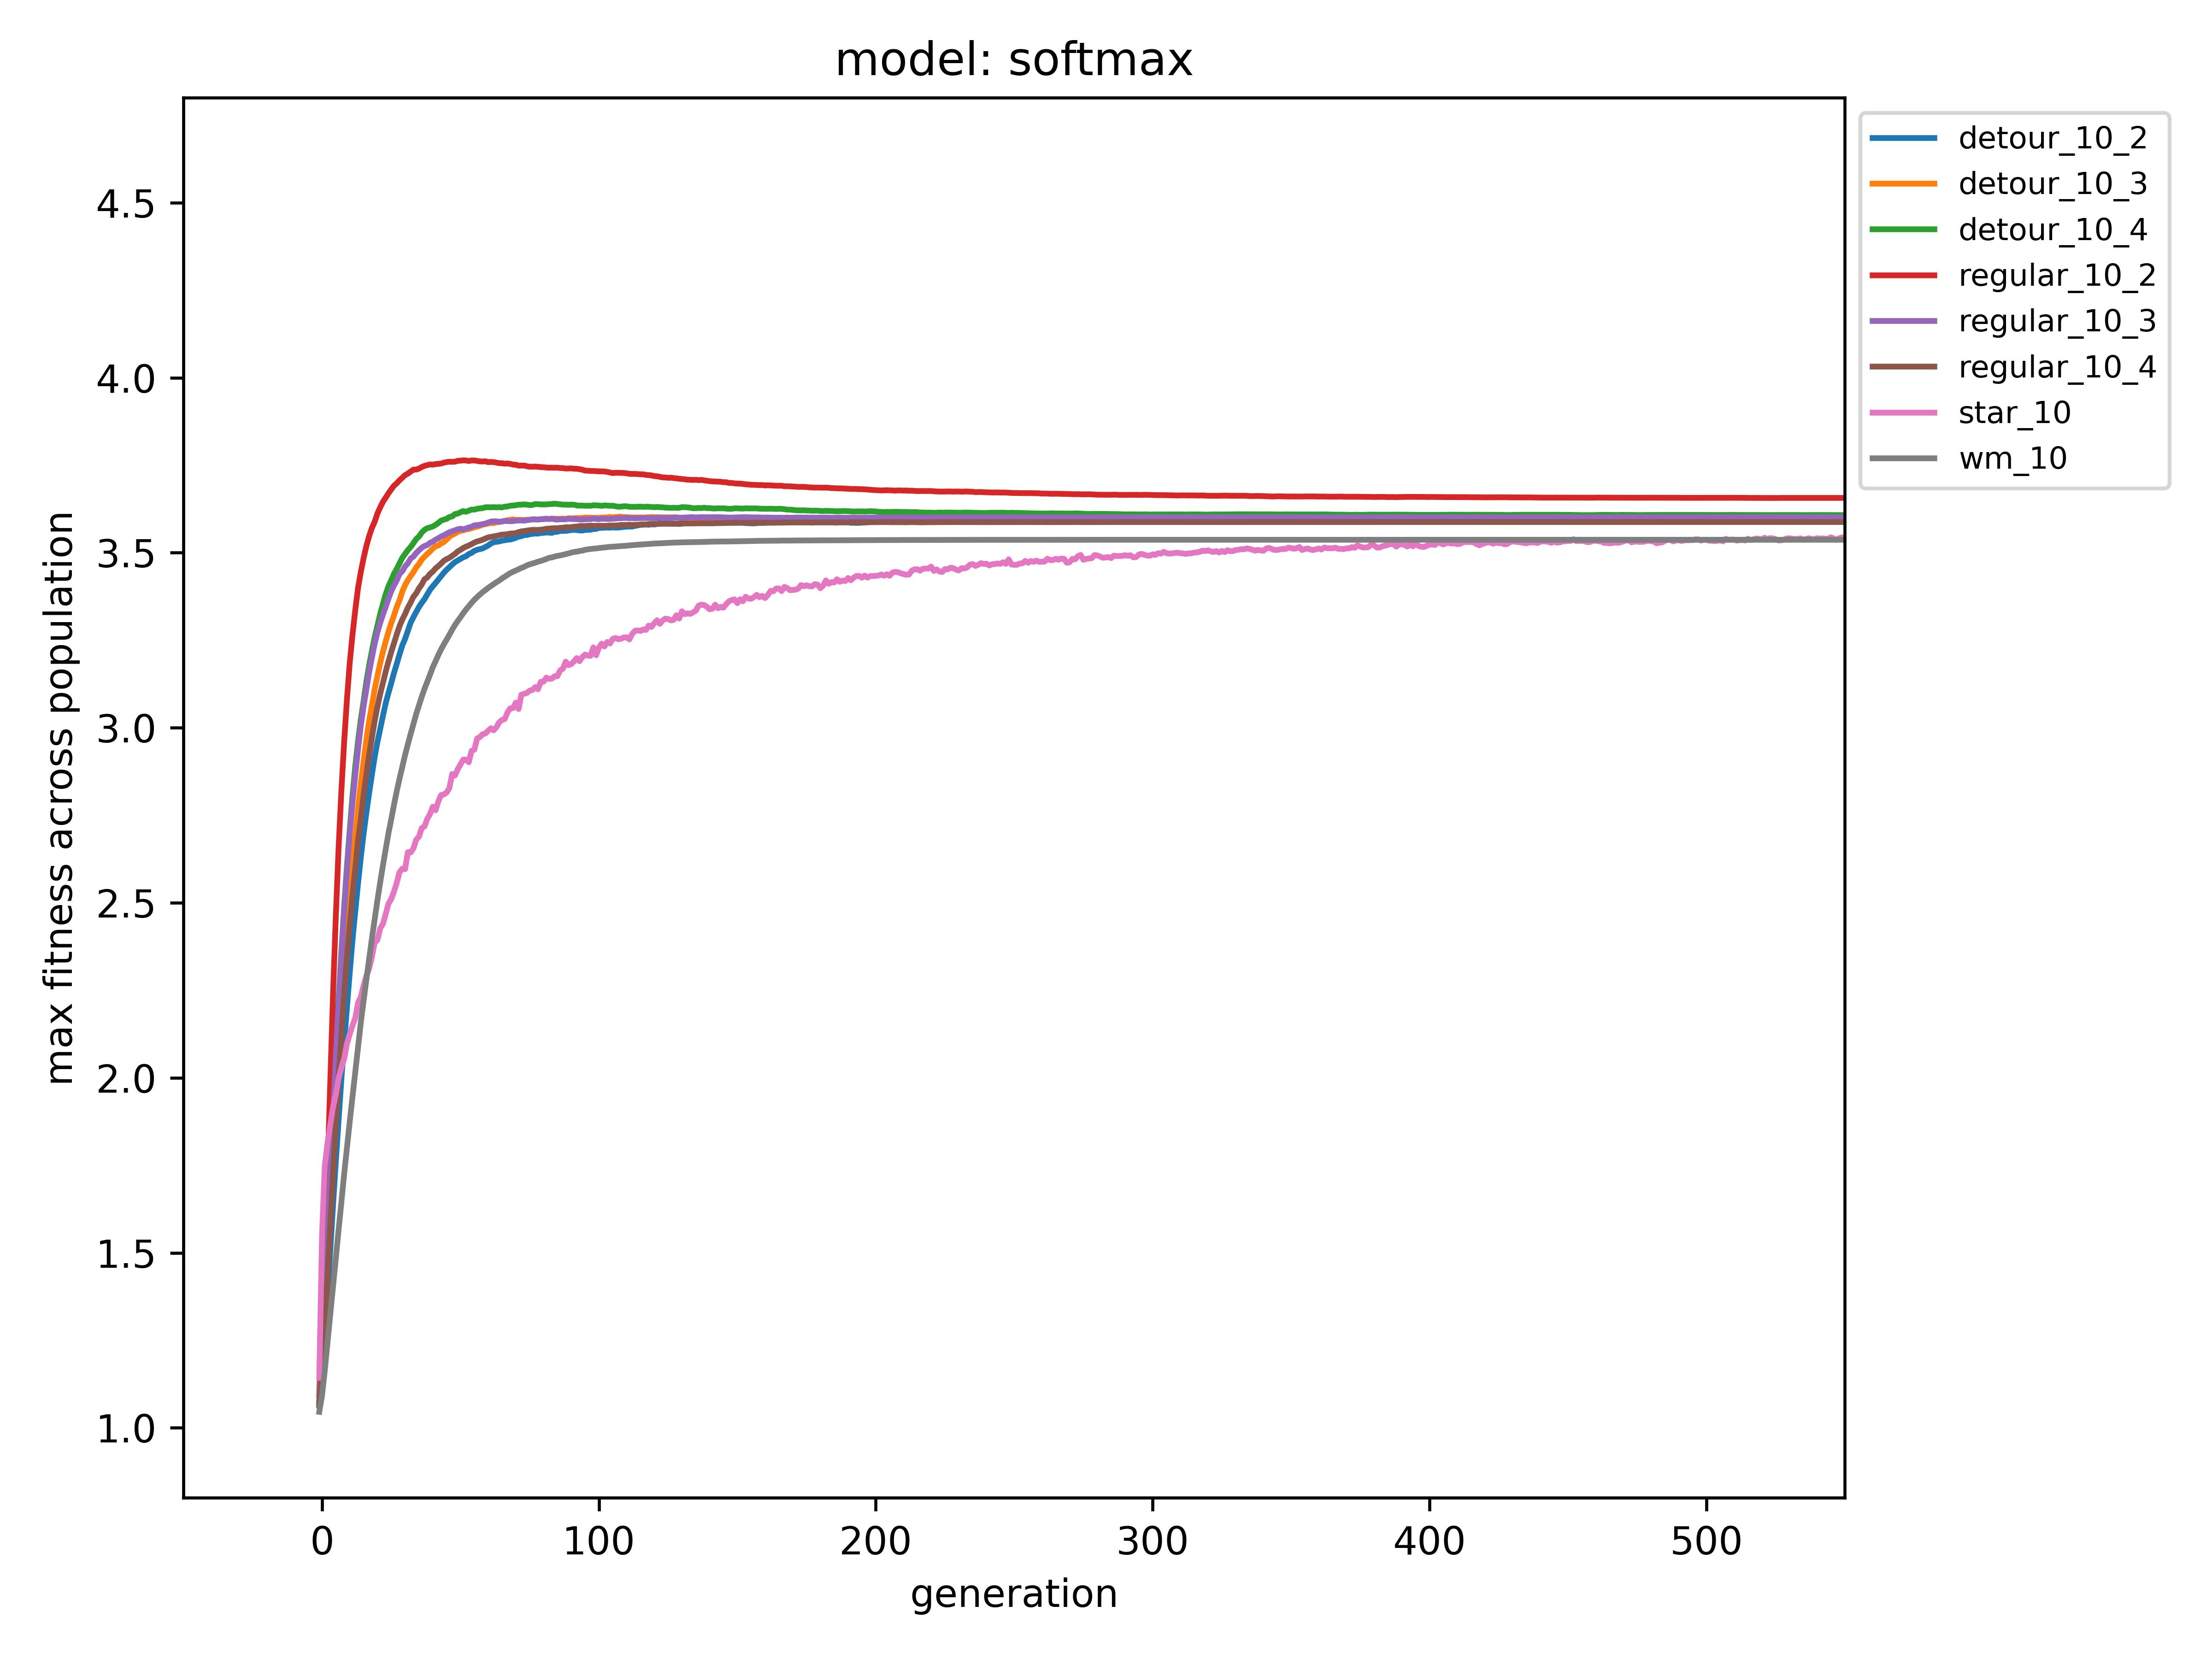 model: softmax
max fitness across population
4.5
4.0
3.5
3.0
2.5
2.0
1.5
1.0
0 100 200 300 400 500
generation
detour_10_2
detour_10_3
detour_10_4
regular_10_2
regular_10_3
regular_10_4
star_10
wm_10